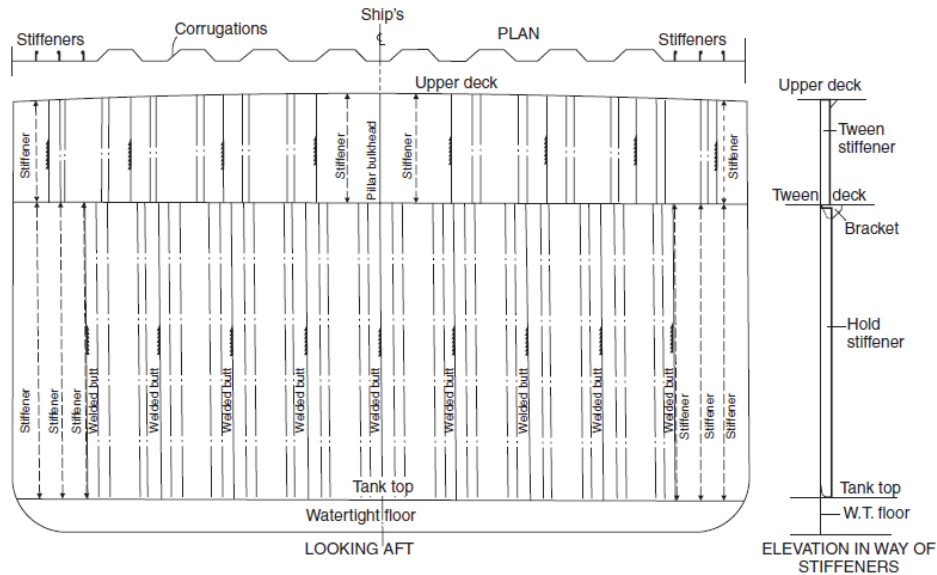 Ship's
℄
Corrugations
PLAN
Stiffeners
Stiffeners
Upper deck
Upper deck
Stiffener
Stiffener
Pillar bulkhead
Stiffener
Stiffener
Tween
stiffener
Tween deck
Bracket
Hold
stiffener
Stiffener
Stiffener
Stiffener
Welded butt
Welded butt
Welded butt
Welded butt
Welded butt
Welded butt
Welded butt
Welded butt
Welded butt
Stiffener
Stiffener
Stiffener
Tank top
Tank top
Watertight floor
W.T. floor
LOOKING AFT
ELEVATION IN WAY OF
STIFFENERS